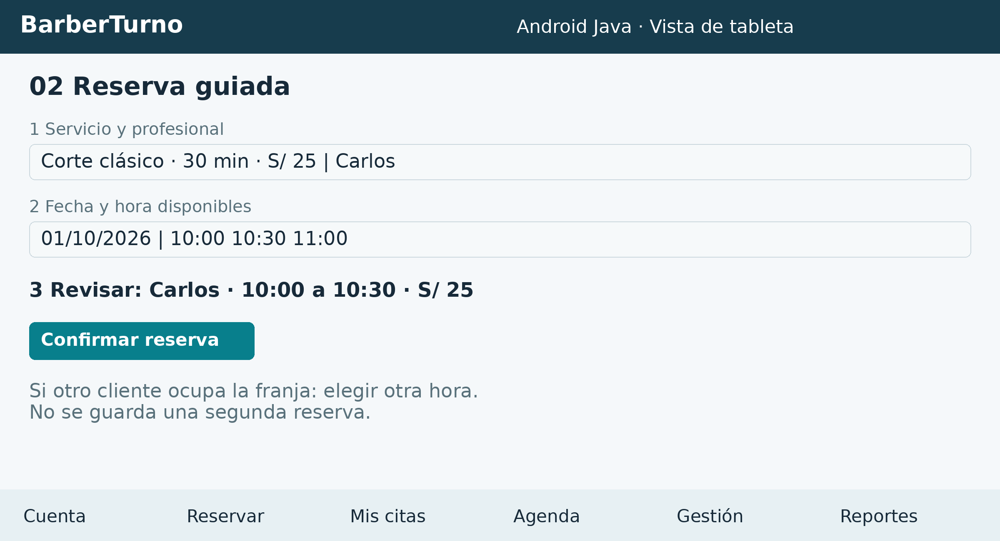 BarberTurno
Android Java · Vista de tableta
02 Reserva guiada
1 Servicio y profesional
Corte clásico · 30 min · S/ 25 | Carlos
2 Fecha y hora disponibles
01/10/2026 | 10:00 10:30 11:00
3 Revisar: Carlos · 10:00 a 10:30 · S/ 25
Confirmar reserva
Si otro cliente ocupa la franja: elegir otra hora.
No se guarda una segunda reserva.
Cuenta Reservar Mis citas Agenda Gestión Reportes